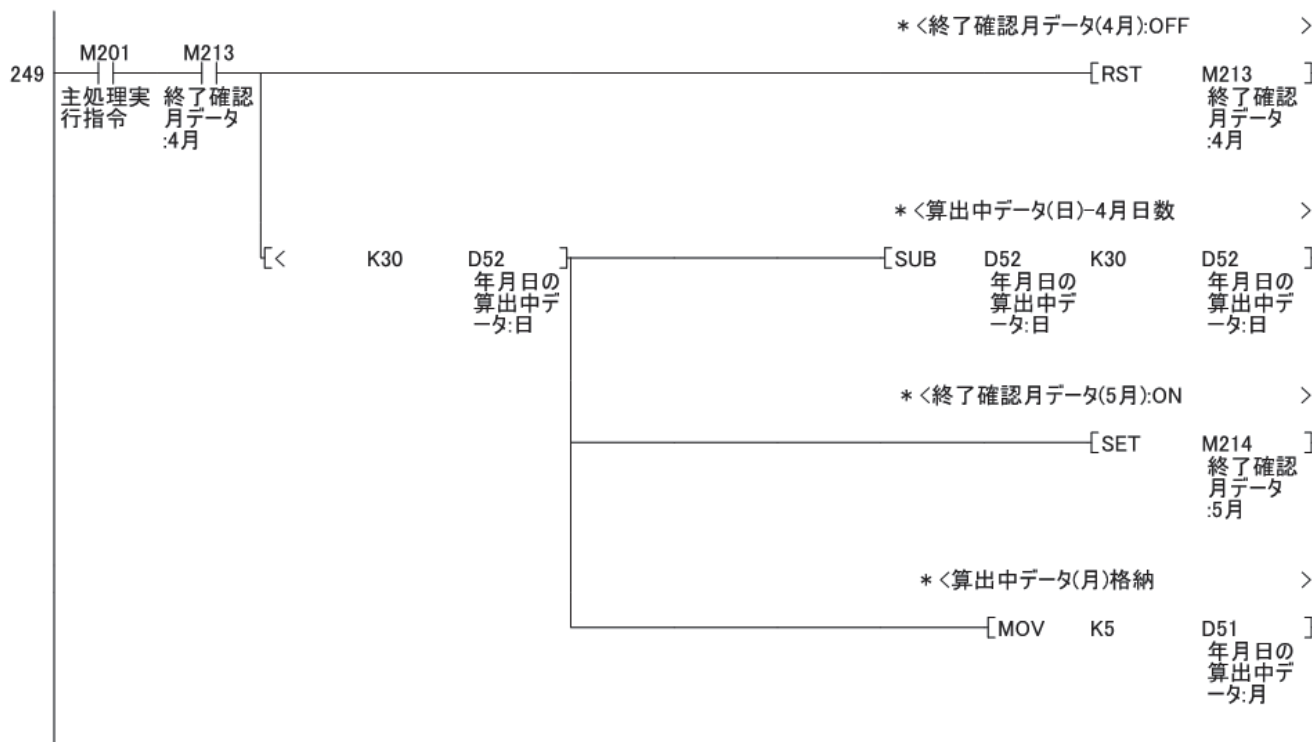 *<終了確認月データ(4月):OFF >
M201 M213
249 [RST M213 ]
主処理実 終了確認 終了確認
行指令 月データ 月データ
:4月 :4月
*<算出中データ(日)-4月日数 >
[< K30 D52 ] [SUB D52 K30 D52 ]
年月日の 年月日の 年月日の
算出中デ 算出中デ 算出中デ
ータ:日 ータ:日 ータ:日
*<終了確認月データ(5月):ON >
[SET M214 ]
終了確認
月データ
:5月
*<算出中データ(月)格納 >
[MOV K5 D51 ]
年月日の
算出中デ
ータ:月